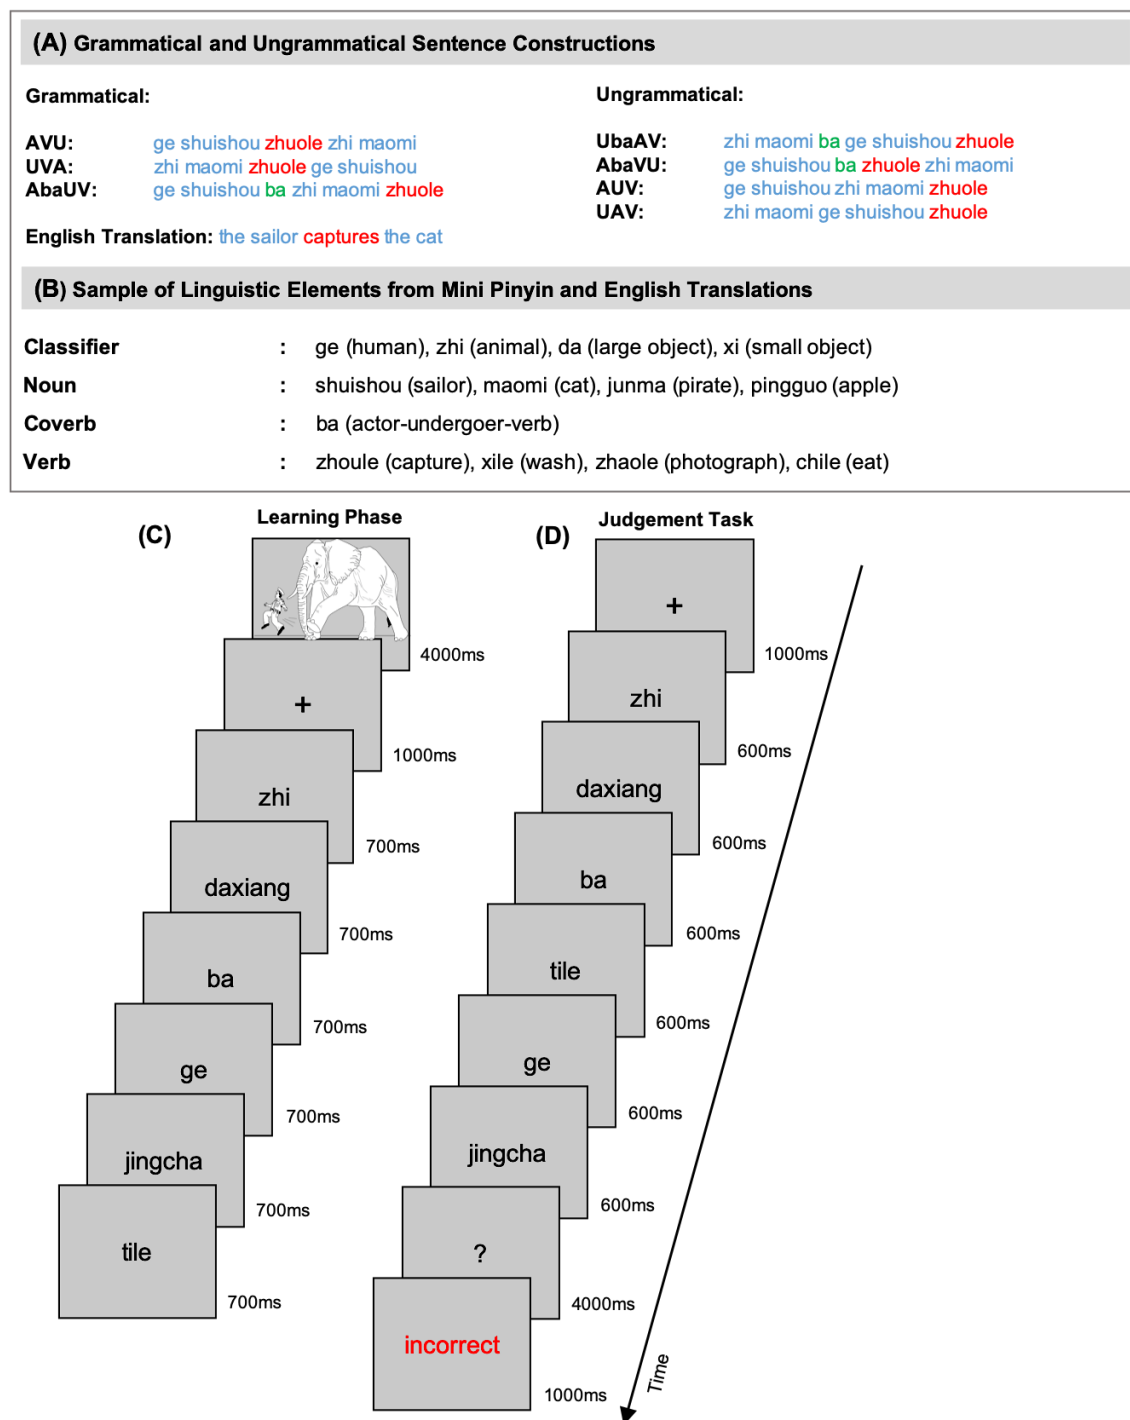 (A) Grammatical and Ungrammatical Sentence Constructions
Grammatical:
AVU: ge shuishou zhuole zhi maomi
UVA: zhi maomi zhuole ge shuishou
AbaUV: ge shuishou ba zhi maomi zhuole
English Translation: the sailor captures the cat
Ungrammatical:
UbaAV: zhi maomi ba ge shuishou zhuole
AbaVU: ge shuishou ba zhuole zhi maomi
AUV: ge shuishou zhi maomi zhuole
UAV: zhi maomi ge shuishou zhuole
(B) Sample of Linguistic Elements from Mini Pinyin and English Translations
Classifier : ge (human), zhi (animal), da (large object), xi (small object)
Noun : shuishou (sailor), maomi (cat), junma (pirate), pingguo (apple)
Coverb : ba (actor-undergoer-verb)
Verb : zhoule (capture), xile (wash), zhaole (photograph), chile (eat)
(C) Learning Phase
4000ms
+
1000ms
zhi
700ms
daxiang
700ms
ba
700ms
ge
700ms
jingcha
700ms
tile
700ms
(D) Judgement Task
+
1000ms
zhi
600ms
daxiang
600ms
ba
600ms
tile
600ms
ge
600ms
jingcha
600ms
?
4000ms
incorrect
1000ms
Time